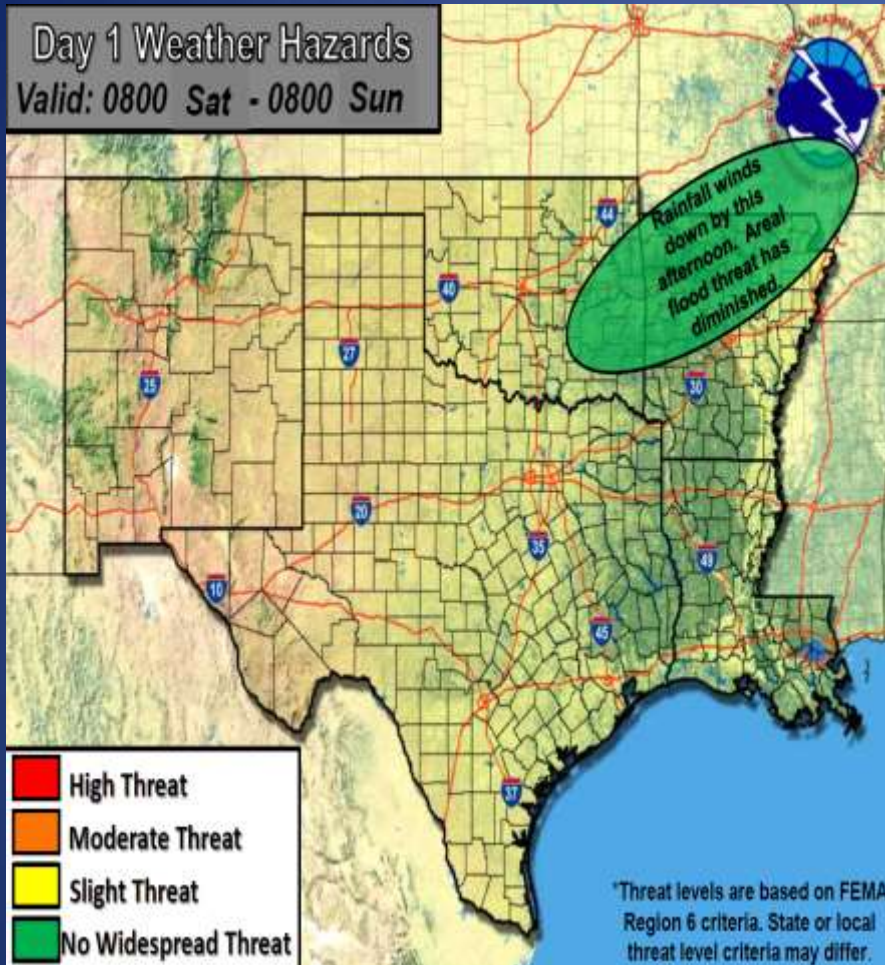 Day 1 Weather Hazards
Valid: 0800 Sat - 0800 Sun
Rainfall winds
down by this
afternoon. Areal
flood threat has
diminished.
44
40
27
25
30
20
35
49
10
45
37
High Threat
Moderate Threat
Slight Threat
No Widespread Threat
*Threat levels are based on FEMA
Region 6 criteria. State or local
threat level criteria may differ.